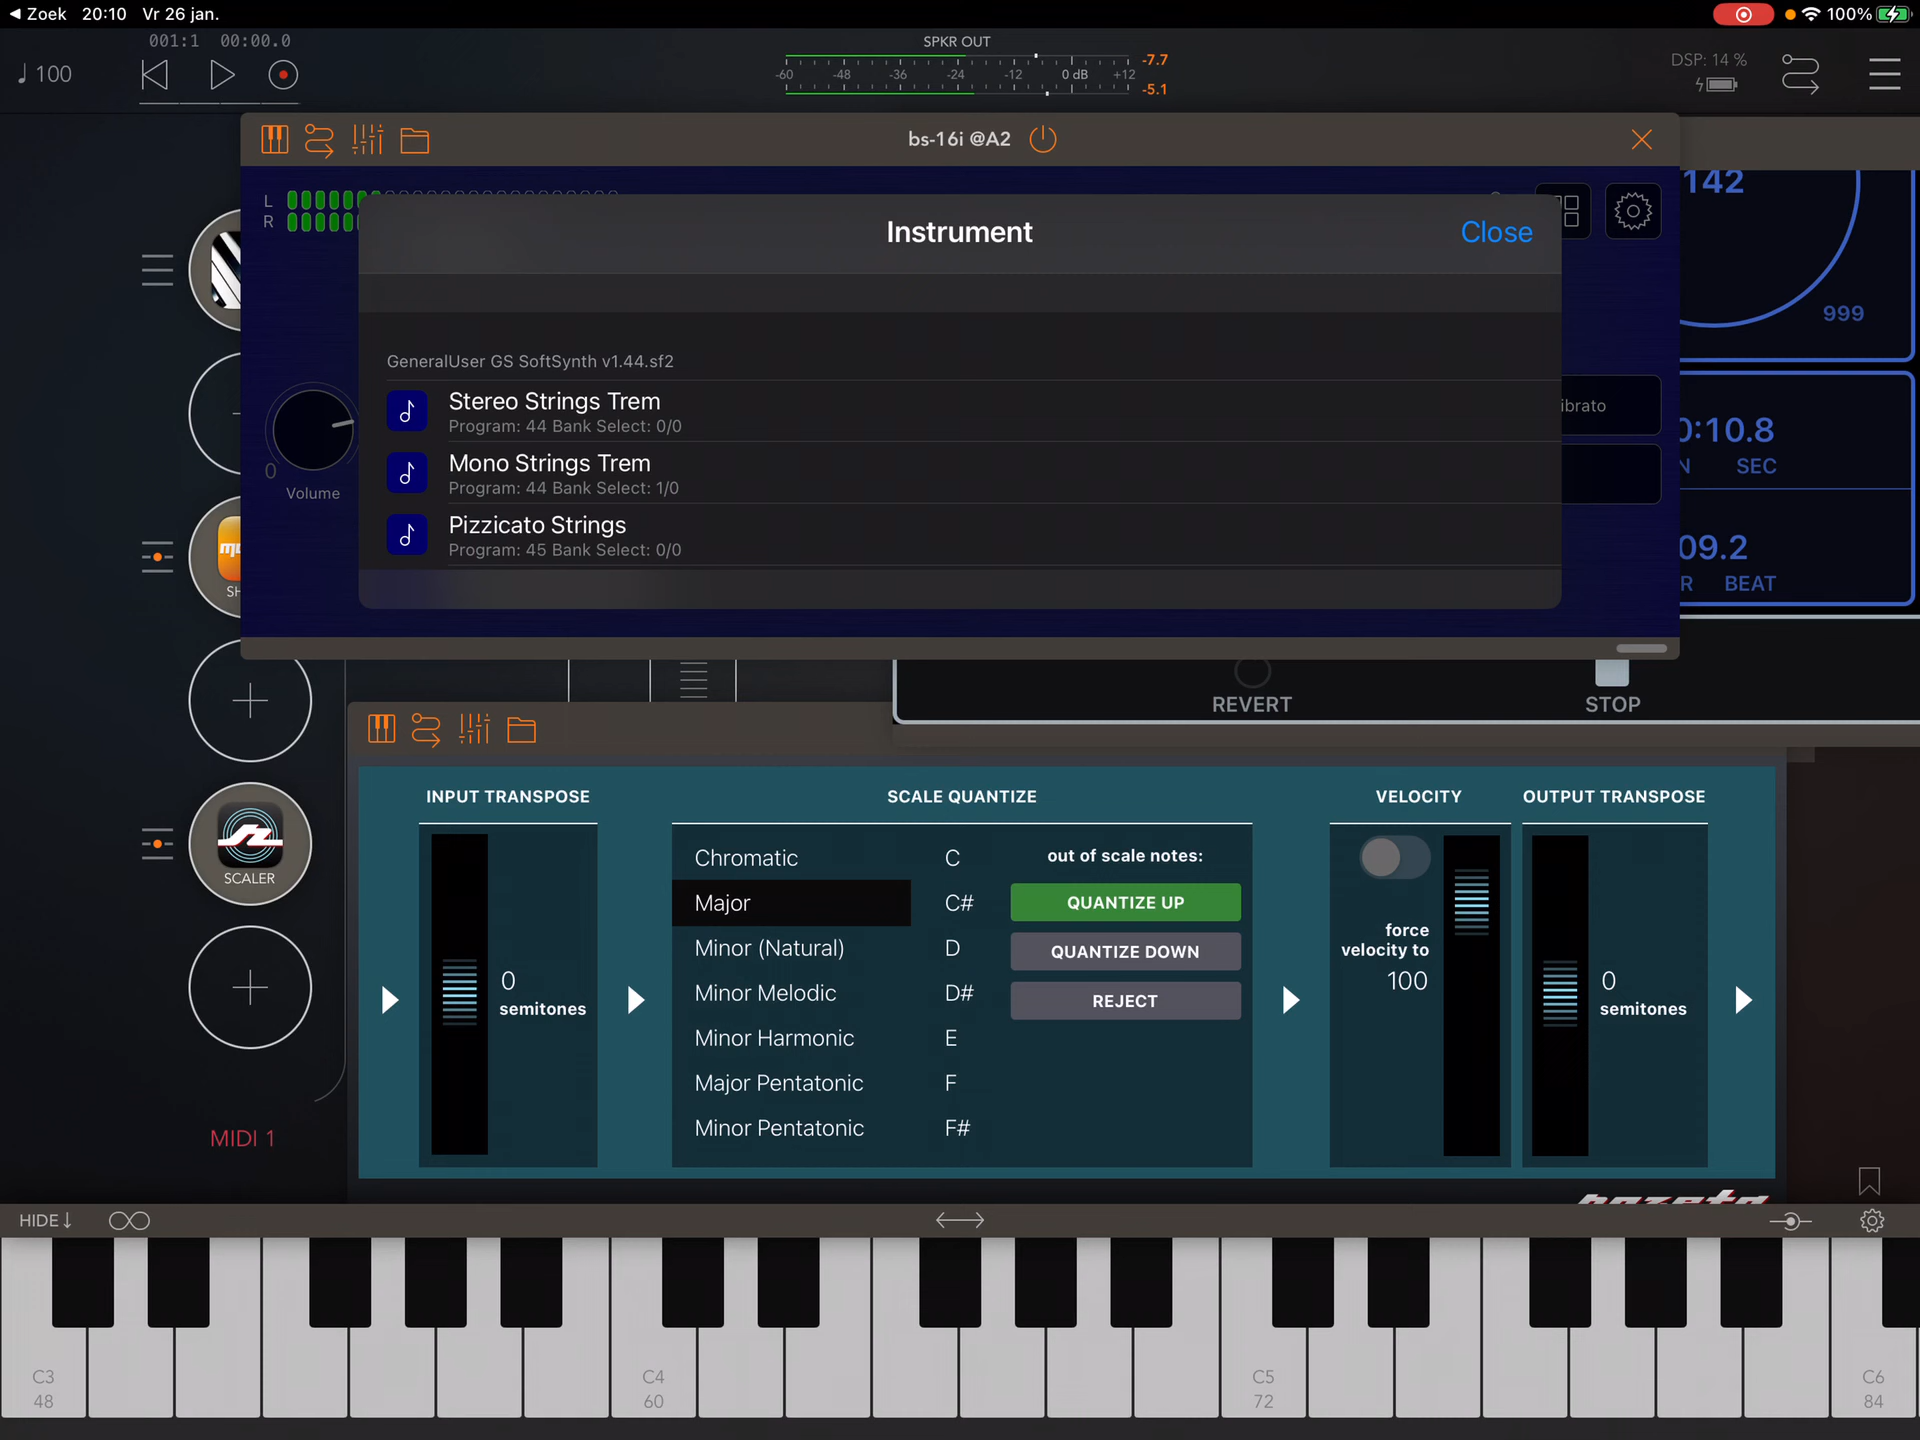 ◀ Zoek 20:10 Vr 26 jan.
100%
001:1 00:00.0
100
SPKR OUT
-60 -48 -36 -24 -12 0 dB +12
-7.7
-5.1
DSP: 14 %
bs-16i @A2
L
R
Instrument
Close
142
999
GeneralUser GS SoftSynth v1.44.sf2
Stereo Strings Trem
Program: 44 Bank Select: 0/0
Mono Strings Trem
Program: 44 Bank Select: 1/0
Pizzicato Strings
Program: 45 Bank Select: 0/0
0
Volume
ibrato
0:10.8
N SEC
09.2
R BEAT
REVERT
STOP
SH
SCALER
MIDI 1
INPUT TRANSPOSE
0
semitones
SCALE QUANTIZE
Chromatic
Major
Minor (Natural)
Minor Melodic
Minor Harmonic
Major Pentatonic
Minor Pentatonic
C
C#
D
D#
E
F
F#
out of scale notes:
QUANTIZE UP
QUANTIZE DOWN
REJECT
VELOCITY
force
velocity to
100
OUTPUT TRANSPOSE
0
semitones
HIDE↓
C3
48
C4
60
C5
72
C6
84